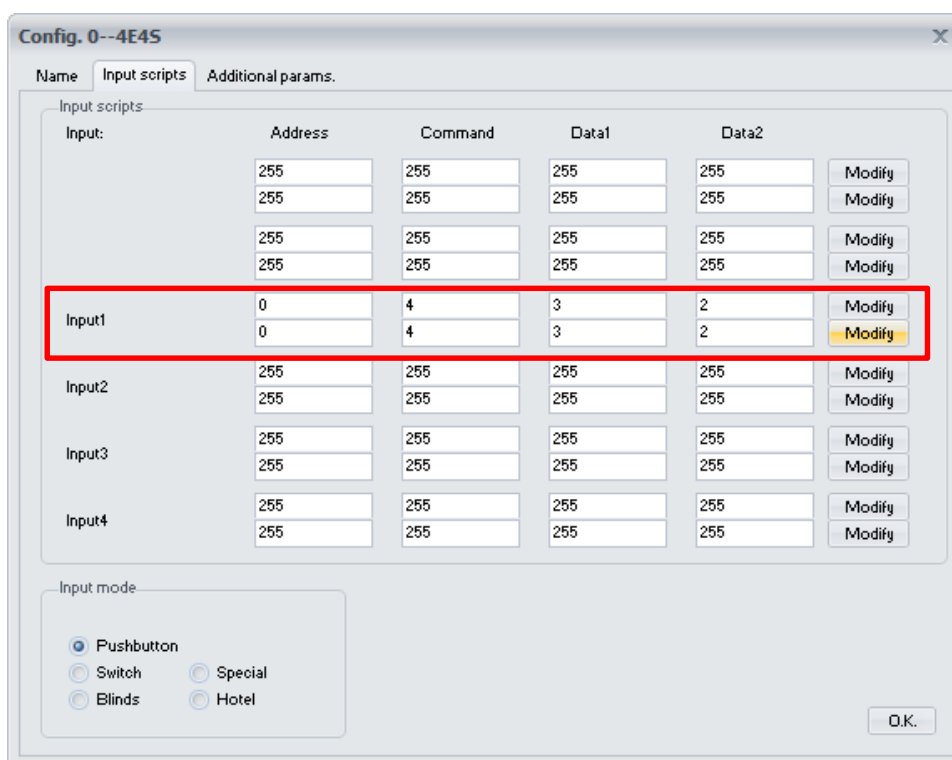 Config. 0--4E4S X
Name Input scripts Additional params.
Input scripts
Input: Address Command Data1 Data2
255 255 255 255 Modify
255 255 255 255 Modify
255 255 255 255 Modify
255 255 255 255 Modify
Input1
0 4 3 2 Modify
0 4 3 2 Modify
Input2
255 255 255 255 Modify
255 255 255 255 Modify
Input3
255 255 255 255 Modify
255 255 255 255 Modify
Input4
255 255 255 255 Modify
255 255 255 255 Modify
Input mode
Pushbutton
Switch Special
Blinds Hotel
O.K.